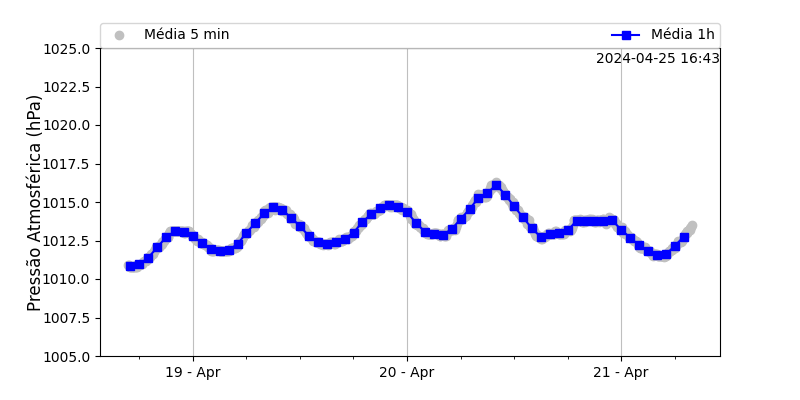 Média 5 min
Média 1h
2024-04-25 16:43
Pressão Atmosférica (hPa)
1025.0
1022.5
1020.0
1017.5
1015.0
1012.5
1010.0
1007.5
1005.0
19 - Apr
20 - Apr
21 - Apr